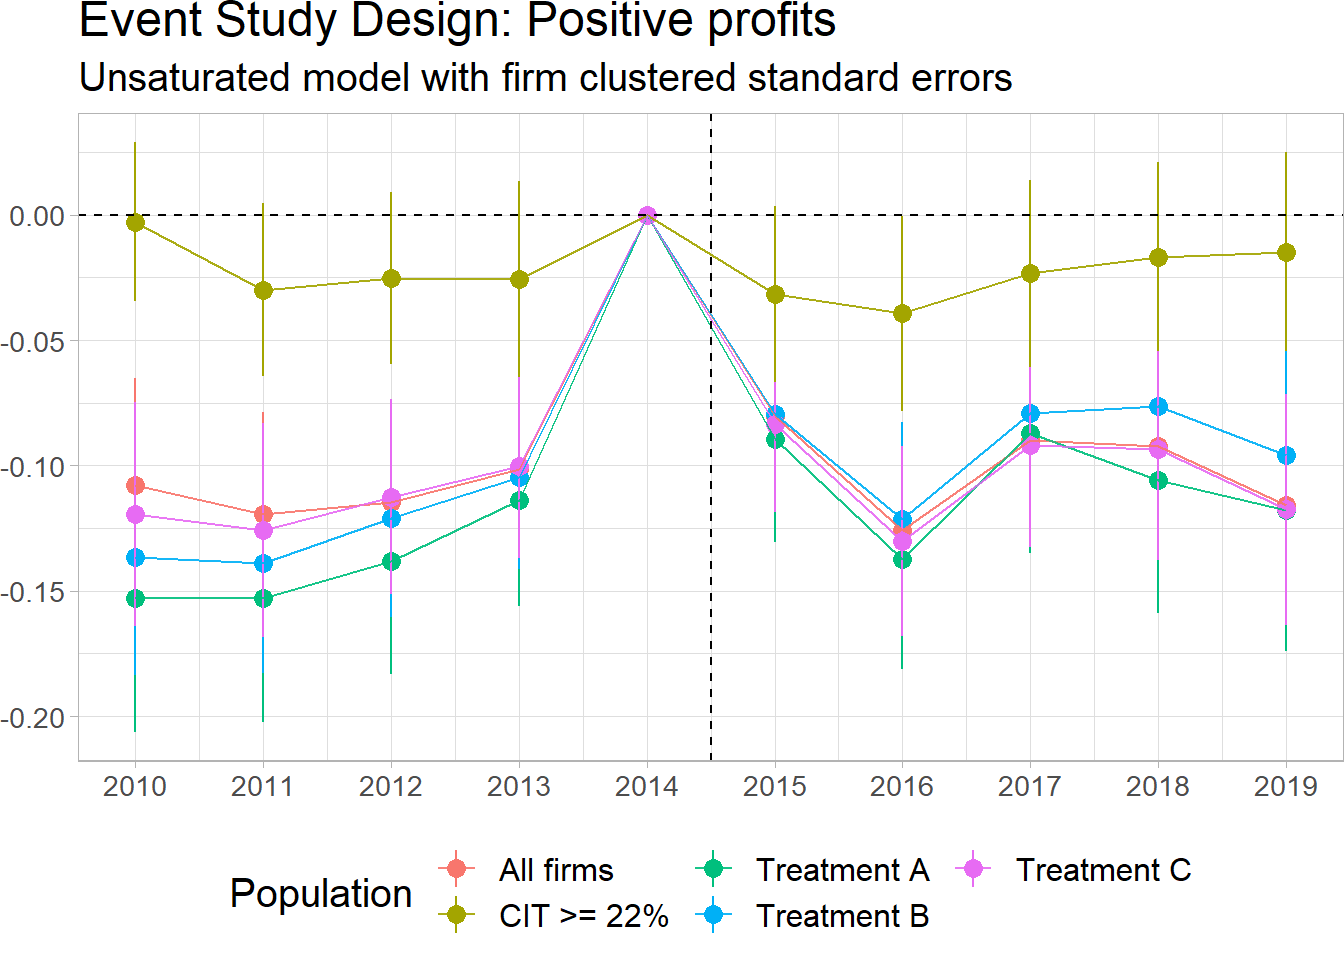 Event Study Design: Positive profits
Unsaturated model with firm clustered standard errors
0.00
-0.05
-0.10
-0.15
-0.20
2010 2011 2012 2013 2014 2015 2016 2017 2018 2019
Population
All firms Treatment A Treatment C
CIT >= 22% Treatment B